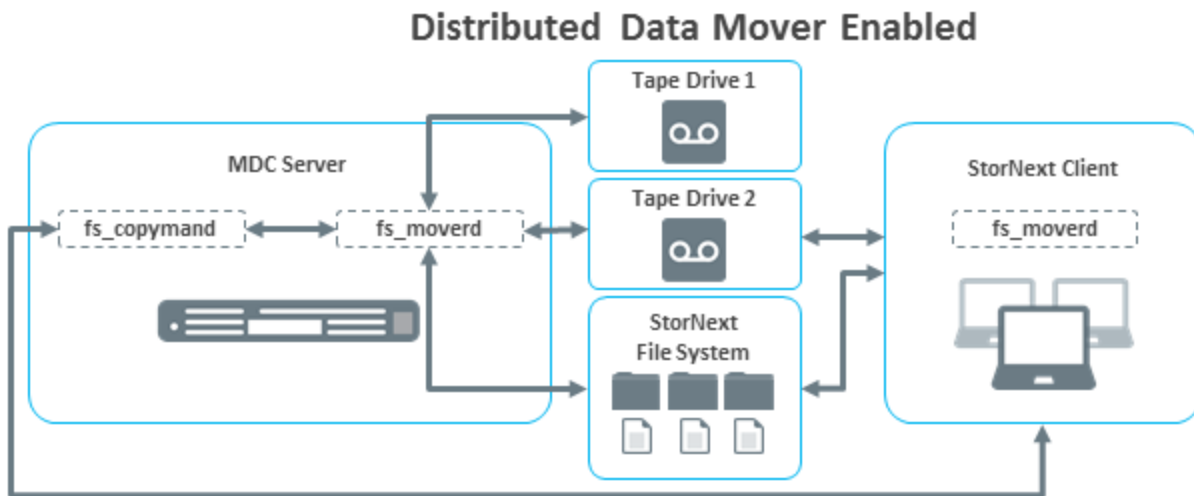 Distributed Data Mover Enabled
Tape Drive 1
MDC Server
fs_copymand
fs_moverd
Tape Drive 2
StorNext
File System
StorNext Client
fs_moverd